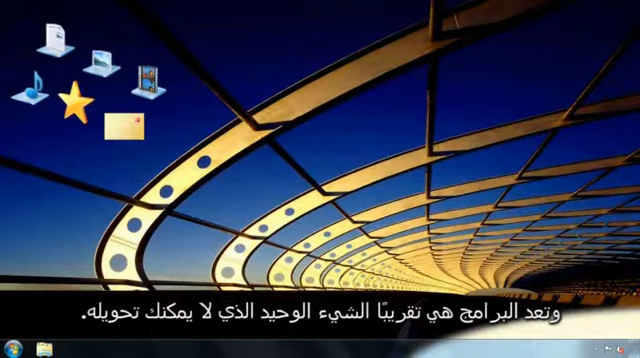 وتعد البرامج هي تقريبًا الشيء الوحيد الذي لا يمكنك تحويله.